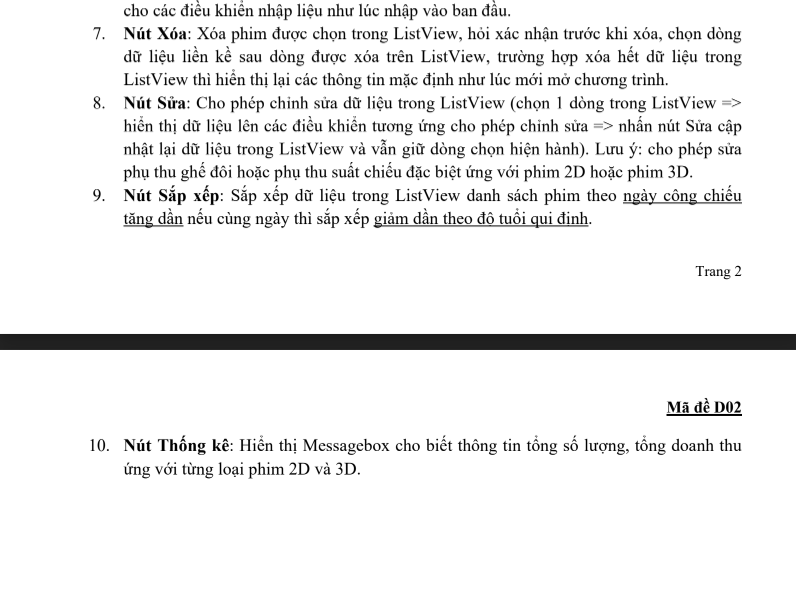 cho các điều khiển nhập liệu như lúc nhập vào ban đầu.
7. Nút Xóa: Xóa phim được chọn trong ListView, hỏi xác nhận trước khi xóa, chọn dòng
dữ liệu liền kề sau dòng được xóa trên ListView, trường hợp xóa hết dữ liệu trong
ListView thì hiển thị lại các thông tin mặc định như lúc mới mở chương trình.
8. Nút Sửa: Cho phép chỉnh sửa dữ liệu trong ListView (chọn 1 dòng trong ListView =>
hiển thị dữ liệu lên các điều khiển tương ứng cho phép chỉnh sửa => nhấn nút Sửa cập
nhật lại dữ liệu trong ListView và vẫn giữ dòng chọn hiện hành). Lưu ý: cho phép sửa
phụ thu ghế đôi hoặc phụ thu suất chiếu đặc biệt ứng với phim 2D hoặc phim 3D.
9. Nút Sắp xếp: Sắp xếp dữ liệu trong ListView danh sách phim theo ngày công chiếu
tăng dần nếu cùng ngày thì sắp xếp giảm dần theo độ tuổi qui định.
Trang 2
Mã đề D02
10. Nút Thống kê: Hiển thị Messagebox cho biết thông tin tổng số lượng, tổng doanh thu
ứng với từng loại phim 2D và 3D.